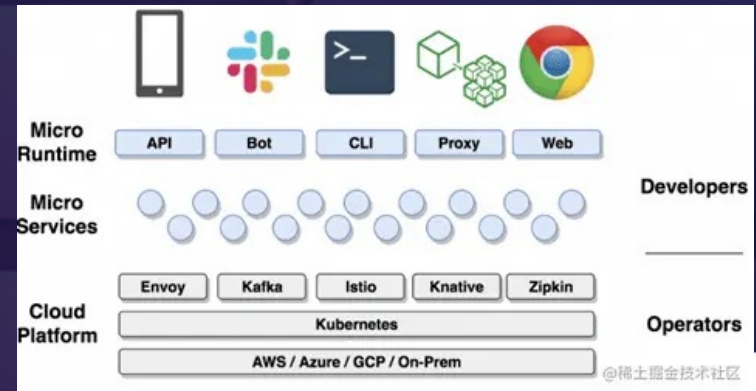 >_
Micro
Runtime
API
Bot
CLI
Proxy
Web
Micro
Services
Developers
Cloud
Platform
Envoy
Kafka
Istio
Knative
Zipkin
Kubernetes
Operators
AWS / Azure / GCP / On-Prem
@稀土掘金技术社区